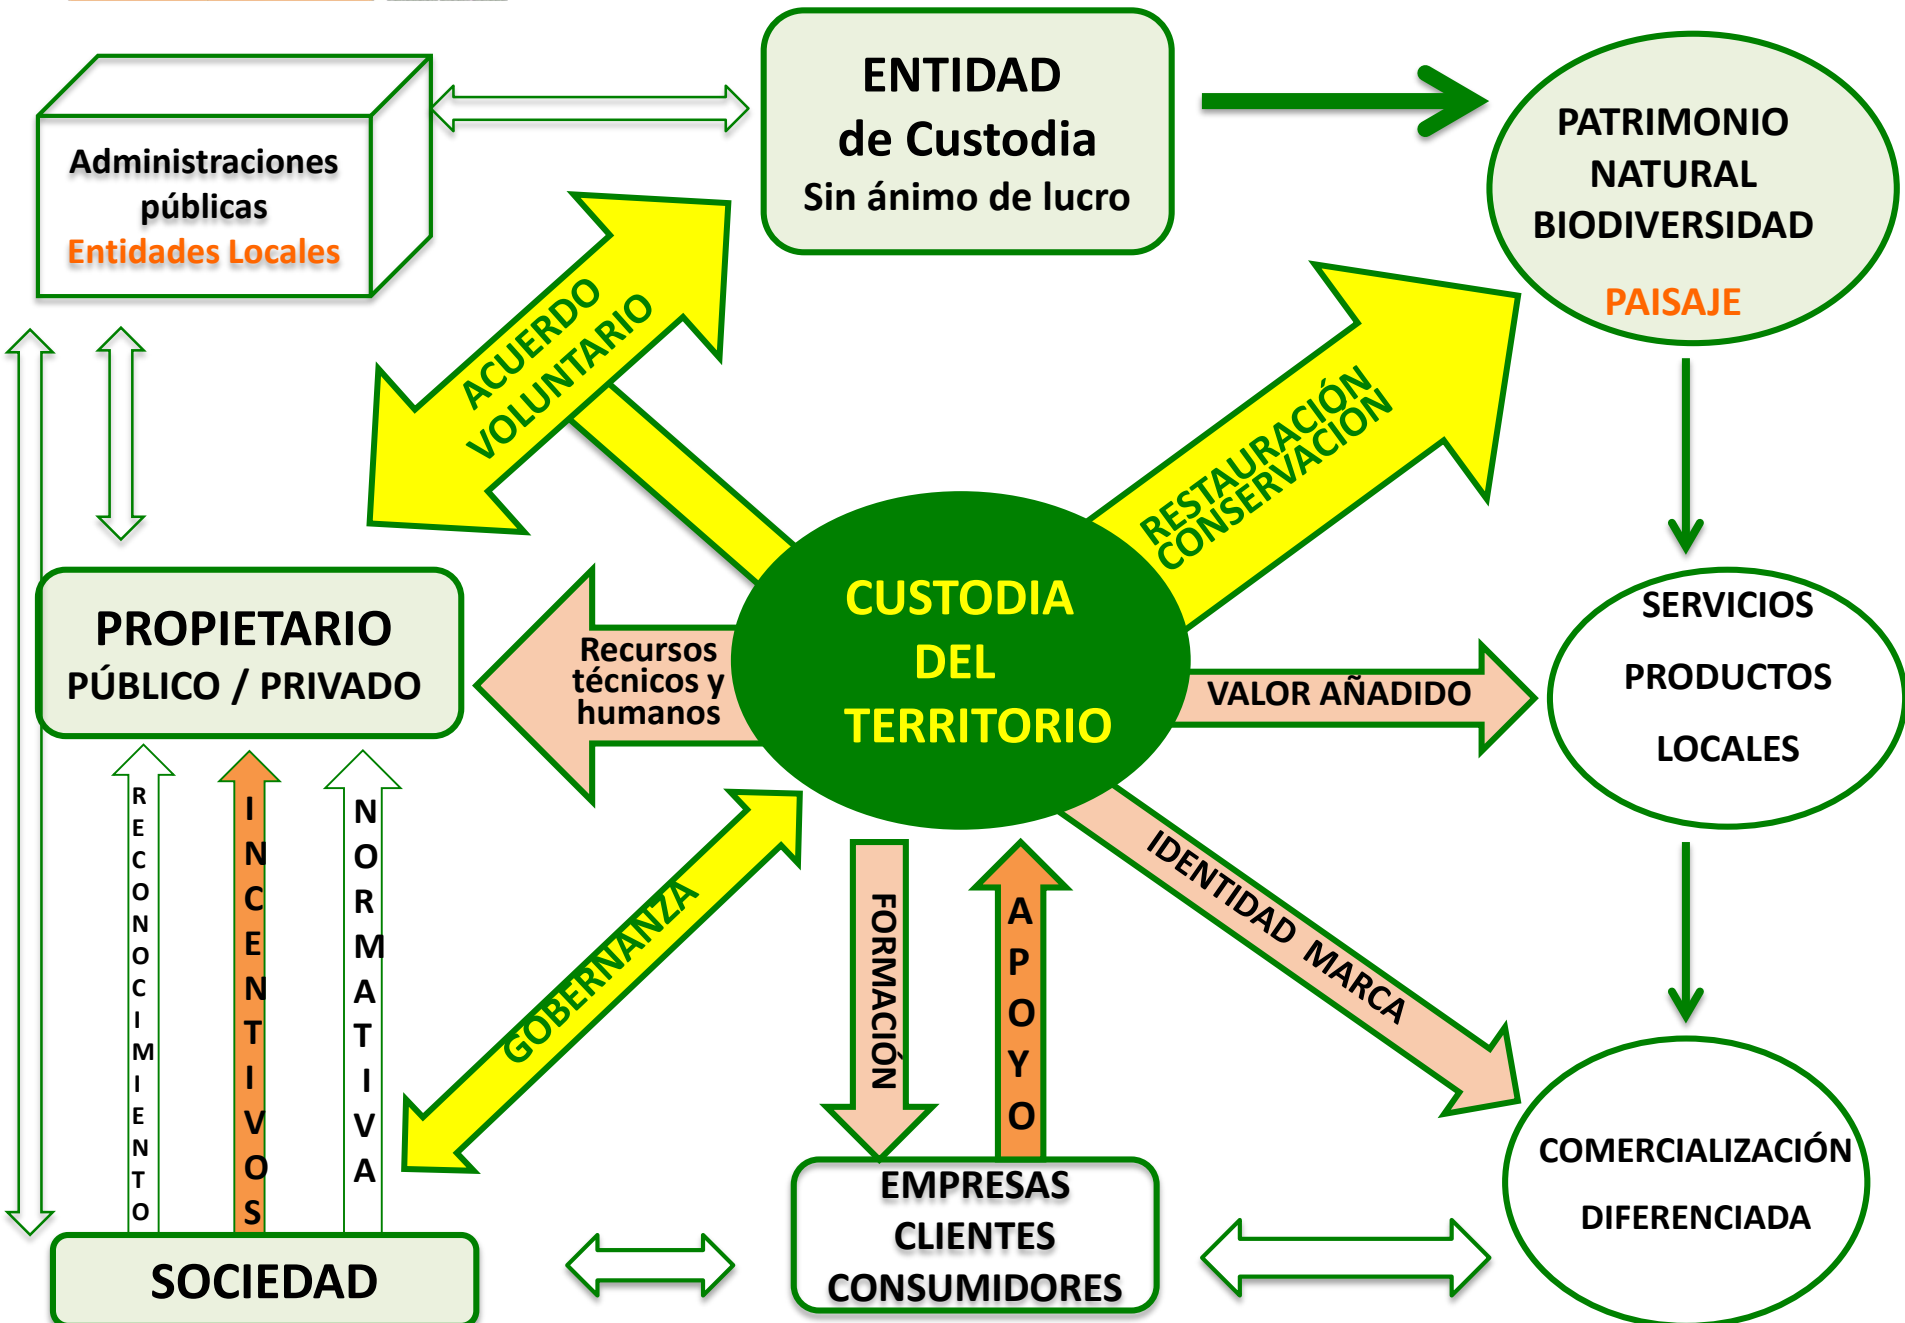 ENTIDAD
de Custodia
Sin ánimo de lucro
Administraciones
públicas
Entidades Locales
PATRIMONIO
NATURAL
BIODIVERSIDAD
PAISAJE
ACUERDO
VOLUNTARIO
RESTAURACIÓN
CONSERVACIÓN
PROPIETARIO
PÚBLICO / PRIVADO
Recursos
técnicos y
humanos
CUSTODIA
DEL
TERRITORIO
VALOR AÑADIDO
SERVICIOS
PRODUCTOS
LOCALES
RECONOCIMIENTO
INCENTIVOS
NORMATIVA
GOBERNANZA
FORMACIÓN
APOYO
IDENTIDAD MARCA
COMERCIALIZACIÓN
DIFERENCIADA
SOCIEDAD
EMPRESAS
CLIENTES
CONSUMIDORES